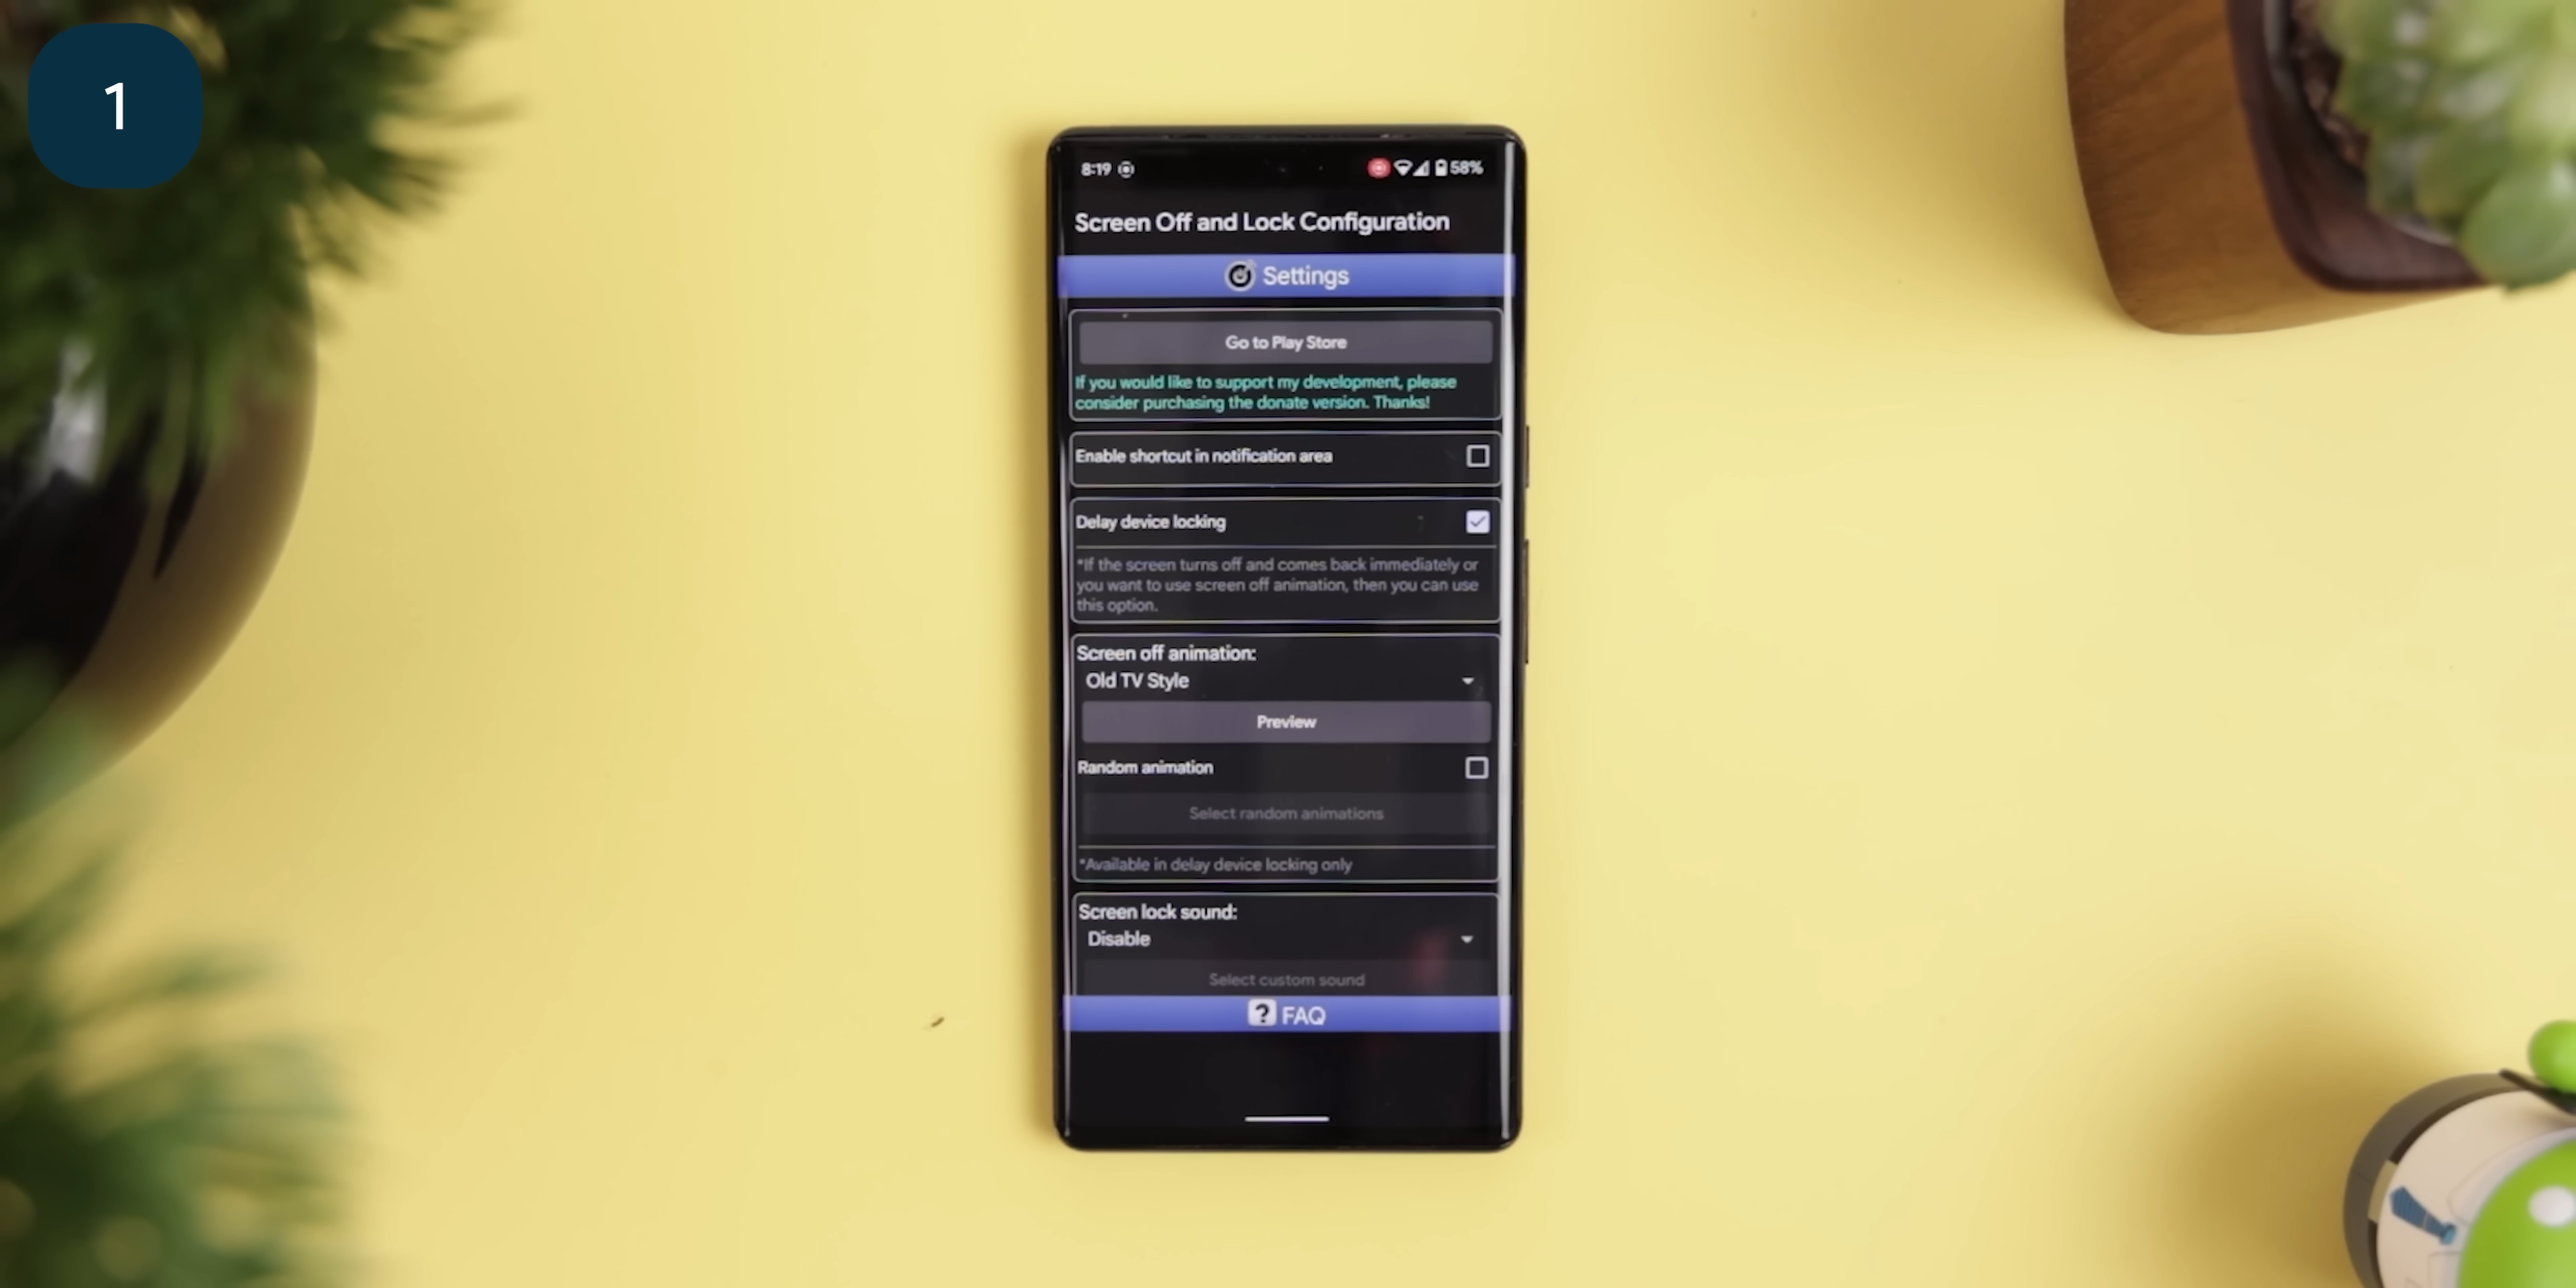 1
8:19 58%
Screen Off and Lock Configuration
Settings
Go to Play Store
If you would like to support my development, please
consider purchasing the donate version. Thanks!
Enable shortcut in notification area
Delay device locking
*If the screen turns off and comes back immediately or
you want to use screen off animation, then you can use
this option.
Screen off animation:
Old TV Style
Preview
Random animation
Select random animations
*Available in delay device locking only
Screen lock sound:
Disable
Select custom sound
? FAQ